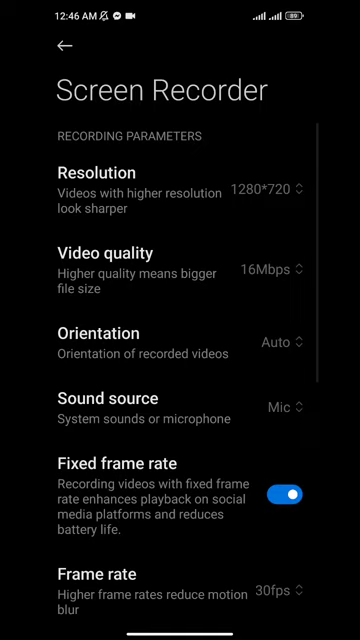 12:46 AM
89
Screen Recorder
RECORDING PARAMETERS
Resolution
Videos with higher resolution
look sharper
1280*720
Video quality
Higher quality means bigger
file size
16Mbps
Orientation
Orientation of recorded videos
Auto
Sound source
System sounds or microphone
Mic
Fixed frame rate
Recording videos with fixed frame
rate enhances playback on social
media platforms and reduces
battery life.
Frame rate
Higher frame rates reduce motion
blur
30fps